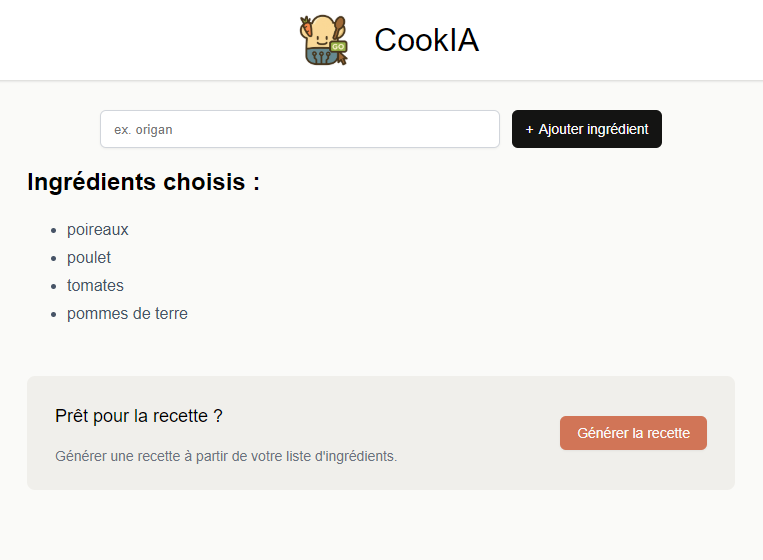 GO
CookIA
ex. origan
+ Ajouter ingrédient
Ingrédients choisis :
• poireaux
• poulet
• tomates
• pommes de terre
Prêt pour la recette ?
Générer la recette
Générer une recette à partir de votre liste d'ingrédients.